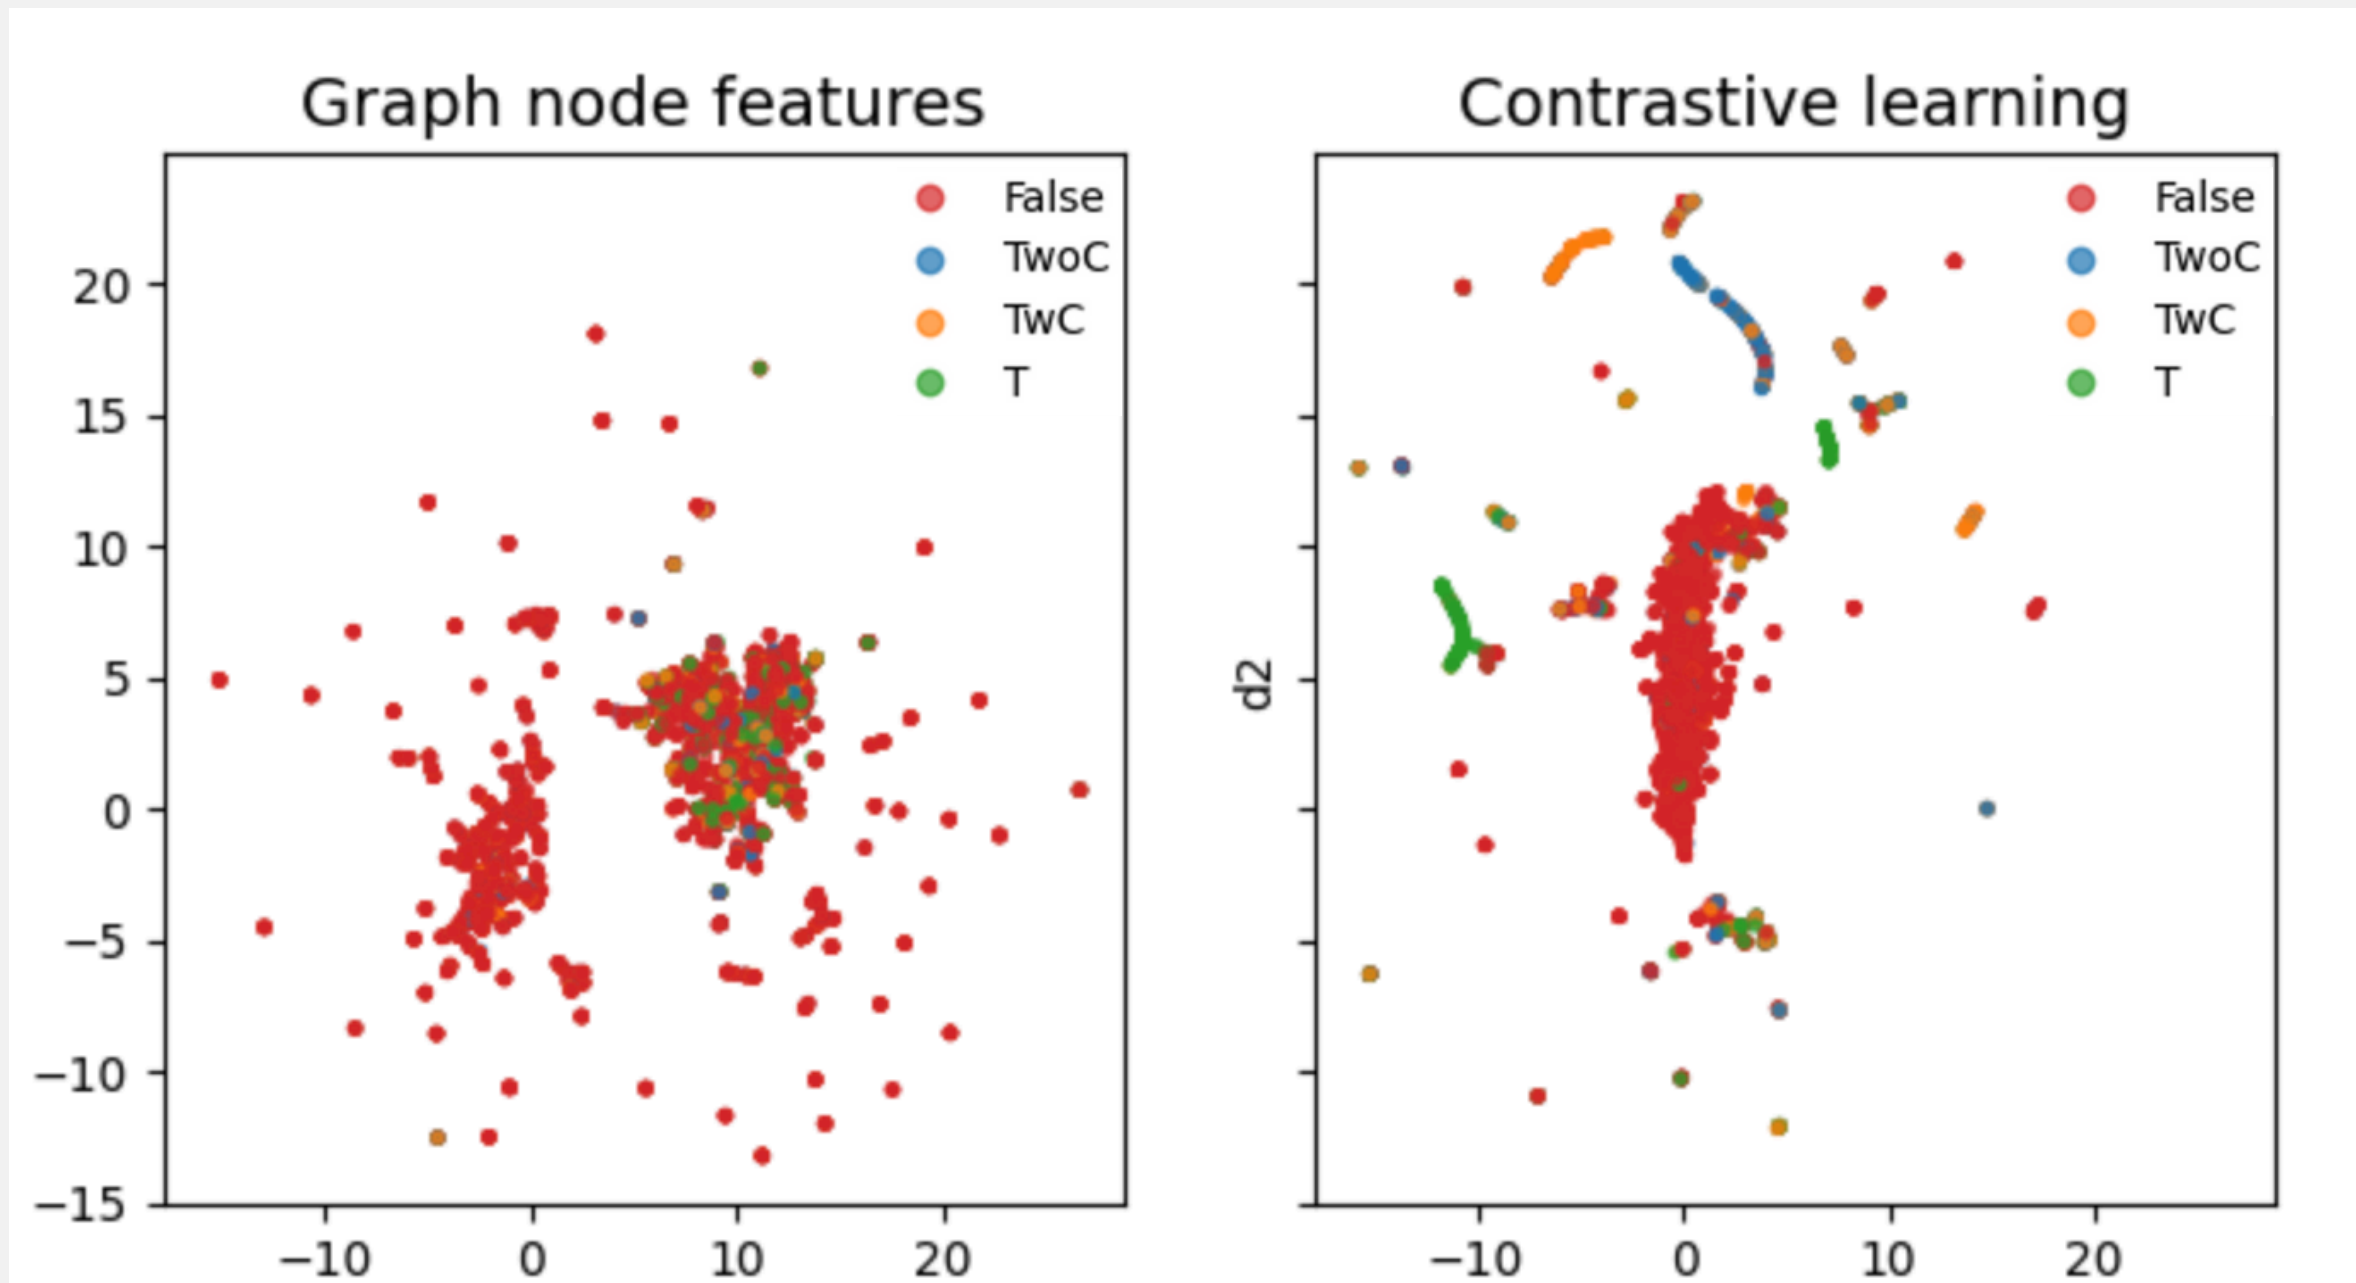 Graph node features
False
TwoC
TwC
T
20
15
10
5
0
−5
−10
−15
−10 0 10 20
Contrastive learning
False
TwoC
TwC
T
d2
−10 0 10 20